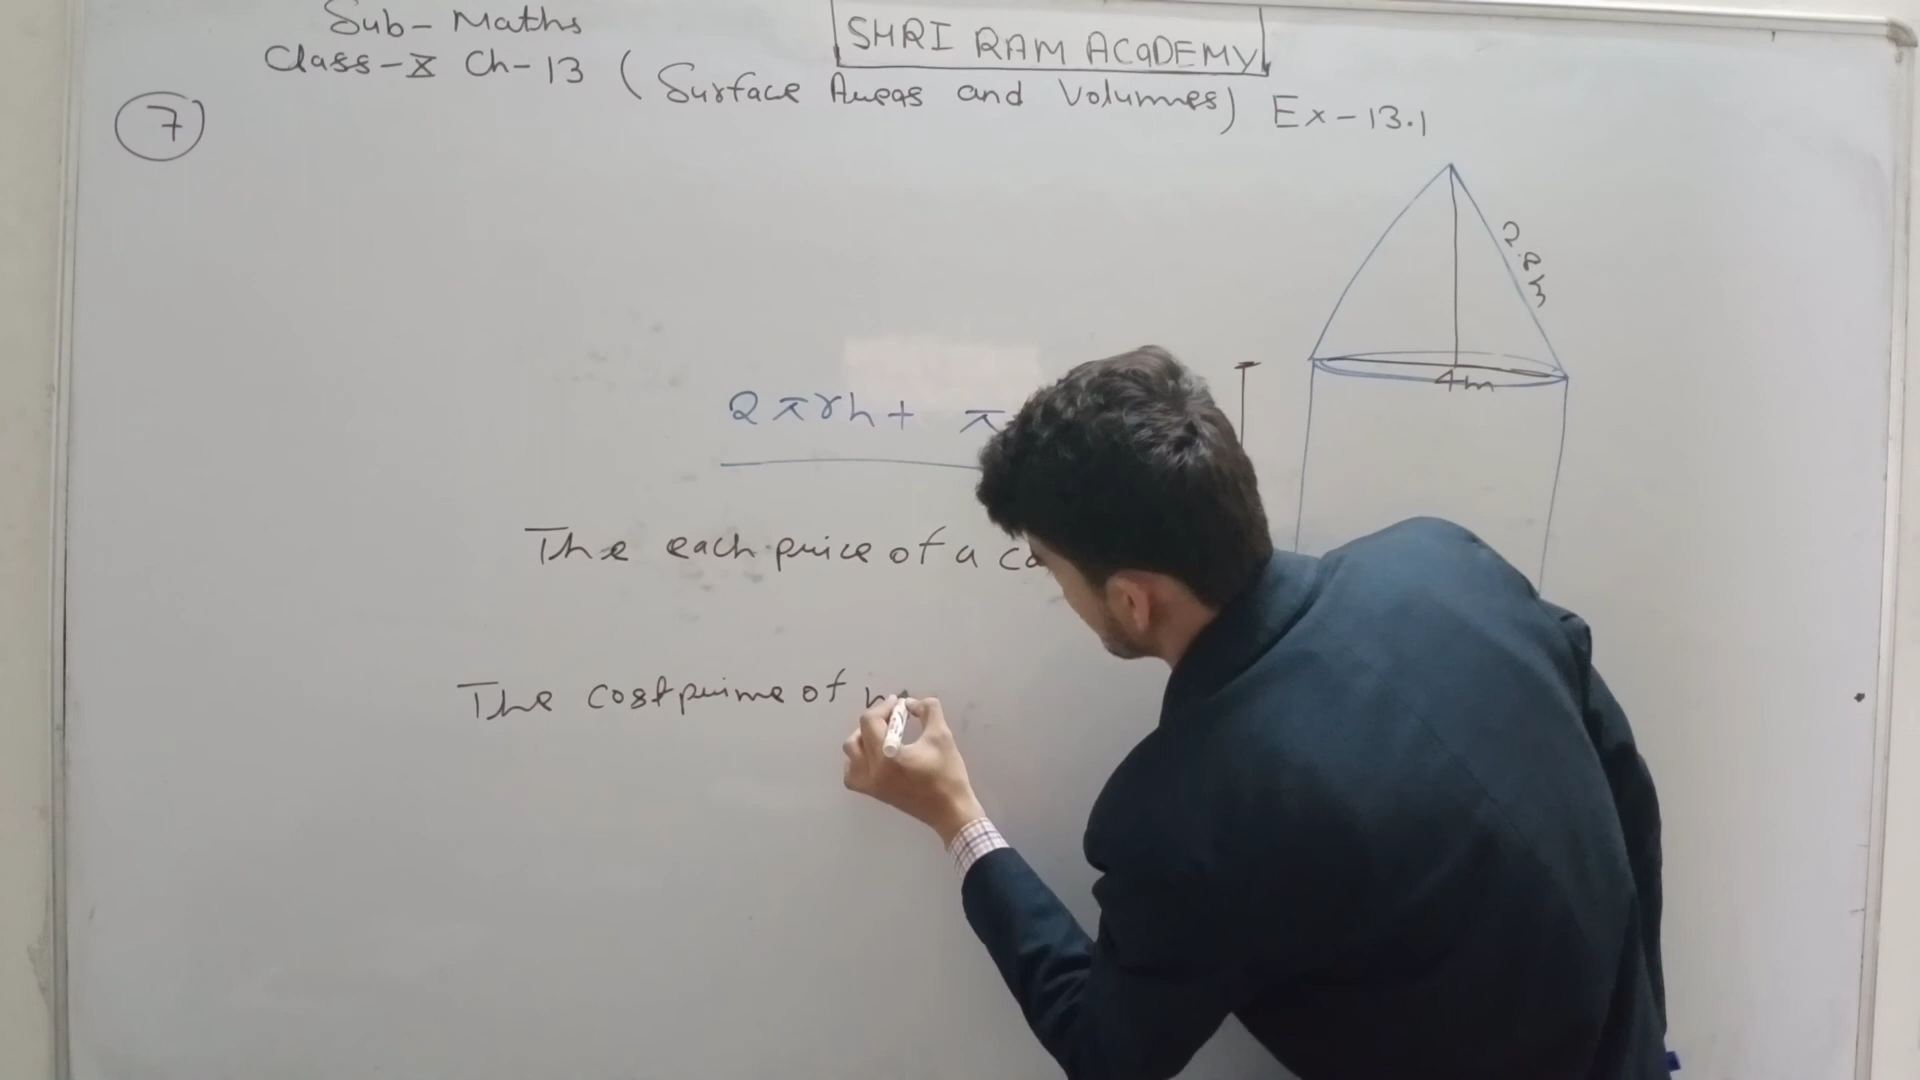 Sub- Maths
SHRI RAM ACADEMY
Class-X Ch-13 (Surface Areas and Volumes) Ex-13.1
7
2.8m
4m
2πrh + π
The each price of a
The cost prime of